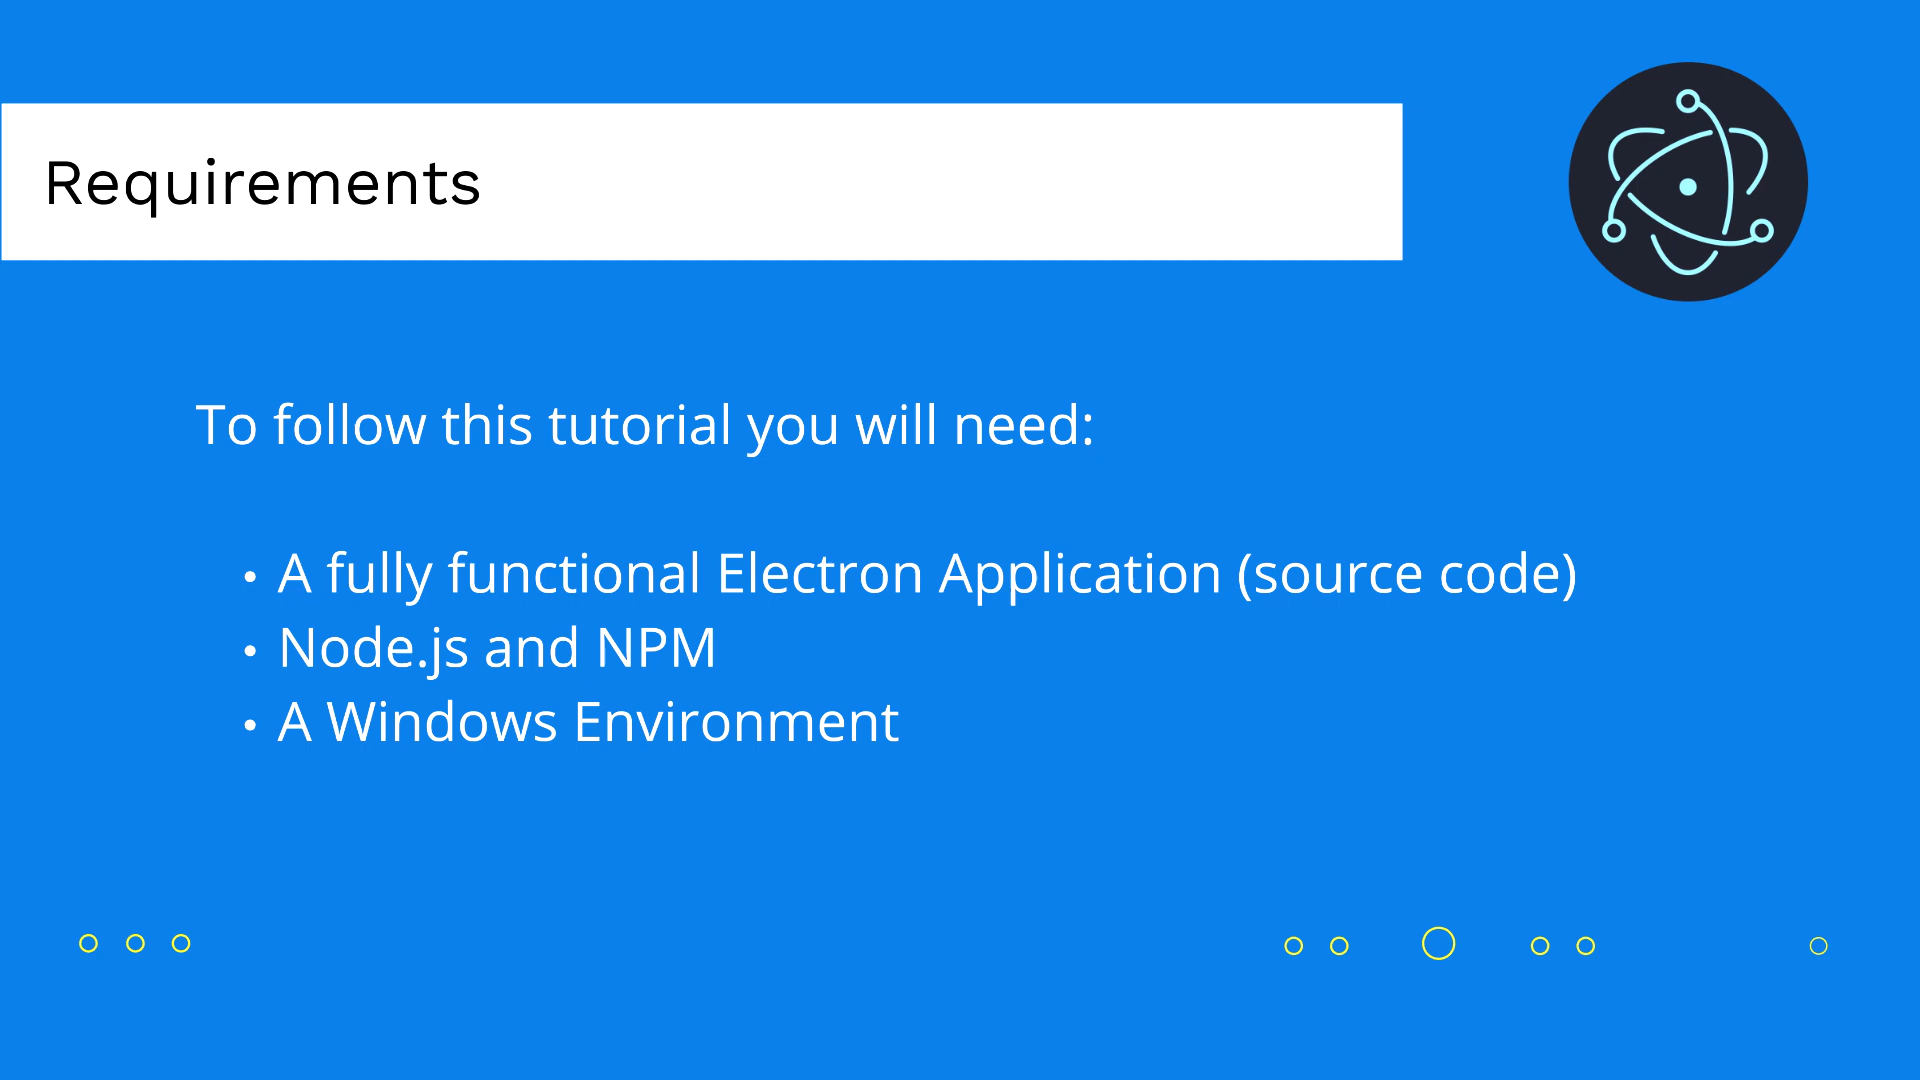 Requirements
To follow this tutorial you will need:
• A fully functional Electron Application (source code)
• Node.js and NPM
• A Windows Environment